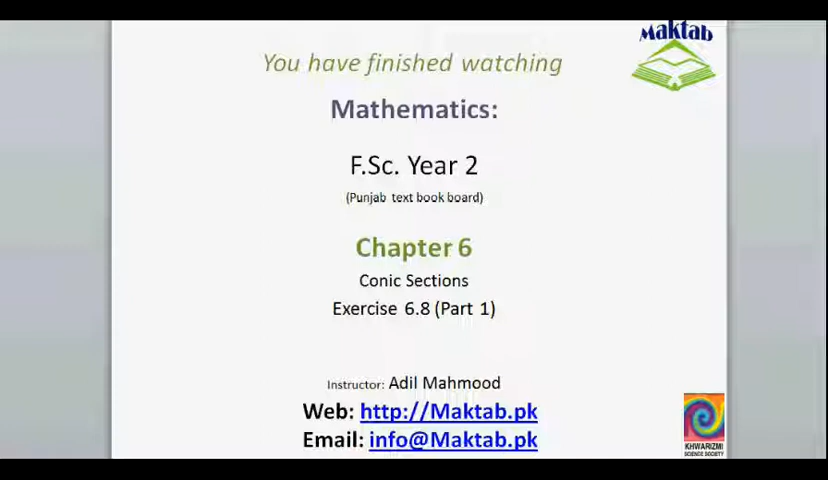 Maktab
You have finished watching
Mathematics:
F.Sc. Year 2
(Punjab text book board)
Chapter 6
Conic Sections
Exercise 6.8 (Part 1)
Instructor: Adil Mahmood
Web: http://Maktab.pk
Email: info@Maktab.pk
KHWARIZMI
SCIENCE SOCIETY